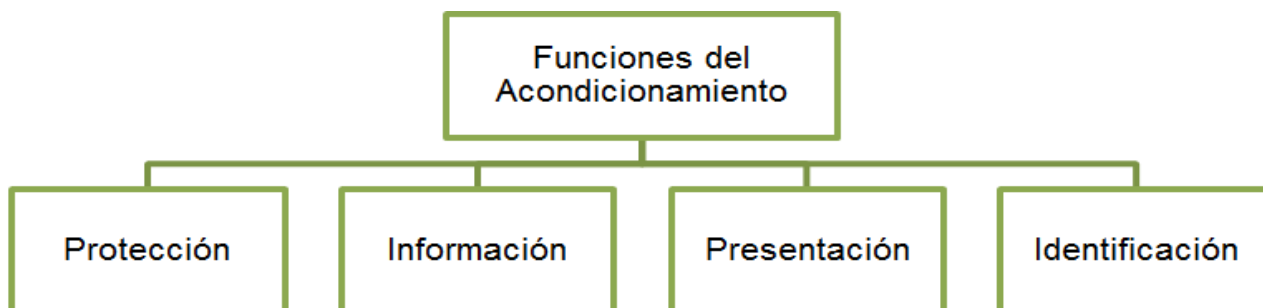 Funciones del
Acondicionamiento
Protección
Información
Presentación
Identificación